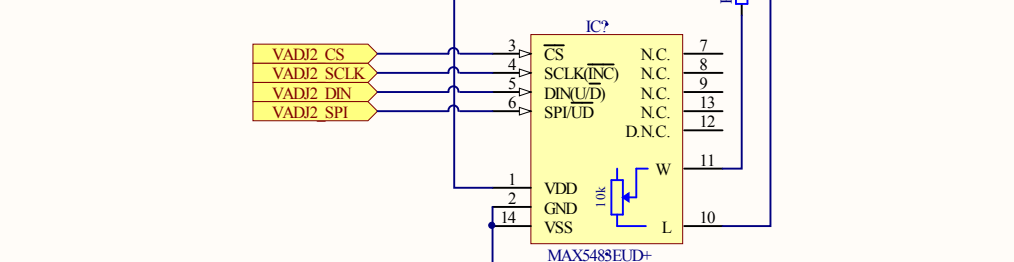 IC?
VADJ2_CS 3 CS N.C. 7
VADJ2_SCLK 4 SCLK(INC) N.C. 8
VADJ2_DIN 5 DIN(U/D) N.C. 9
VADJ2_SPI 6 SPI/UD N.C. 13
D.N.C. 12
W 11
1 VDD
10k
2 GND
14 VSS L 10
MAX5483EUD+